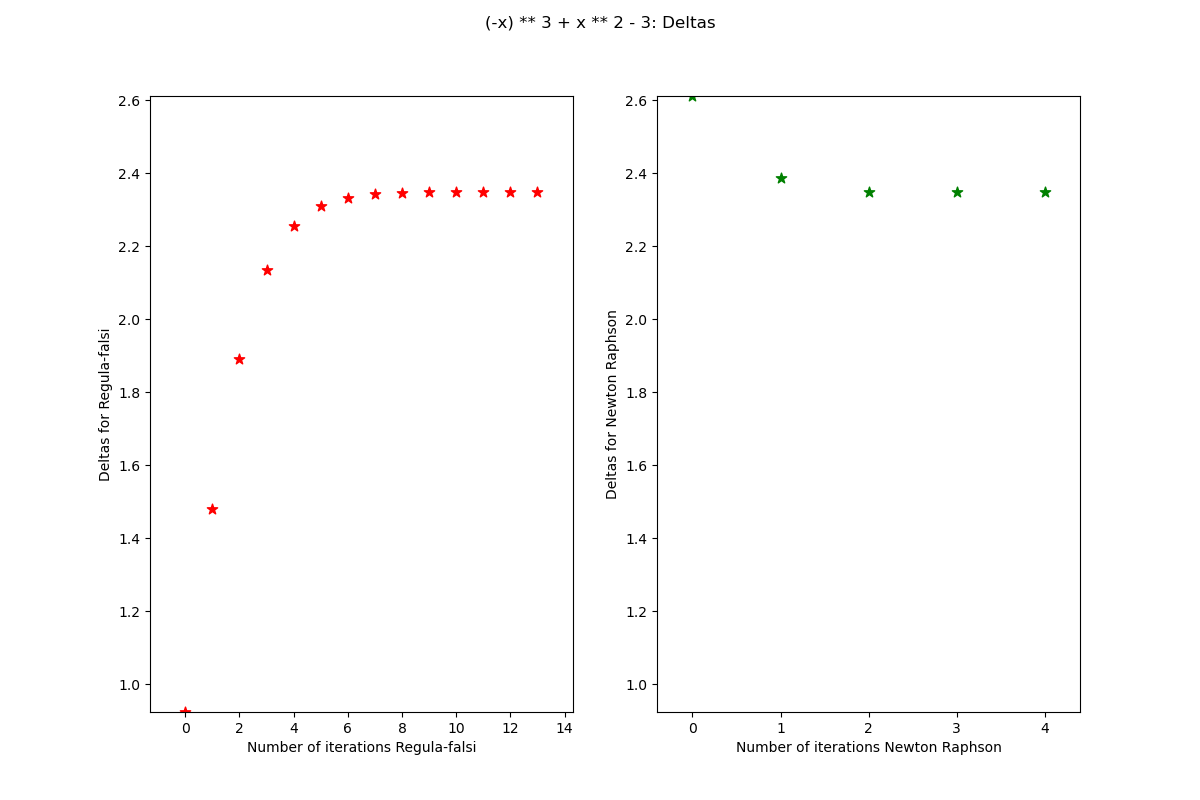 (-x) ** 3 + x ** 2 - 3: Deltas
Deltas for Regula-falsi
2.6
2.4
2.2
2.0
1.8
1.6
1.4
1.2
1.0
0 2 4 6 8 10 12 14
Number of iterations Regula-falsi
Deltas for Newton Raphson
2.6
2.4
2.2
2.0
1.8
1.6
1.4
1.2
1.0
0 1 2 3 4
Number of iterations Newton Raphson